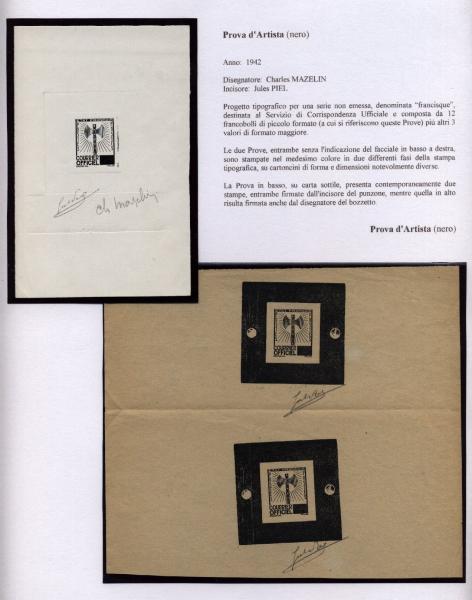 Prova d'Artista (nero)
Anno: 1942
Disegnatore: Charles MAZELIN
Incisore: Jules PIEL
Progetto tipografico per una serie non emessa, denominata "francisque",
destinata al Servizio di Corrispondenza Ufficiale e composta da 12
francobolli di piccolo formato (a cui si riferiscono queste Prove) più altri 3
valori di formato maggiore.
Le due Prove, entrambe senza l'indicazione del facciale in basso a destra,
sono stampate nel medesimo colore in due differenti fasi della stampa
tipografica, su cartoncini di forma e dimensioni notevolmente diverse.
La Prova in basso, su carta sottile, presenta contemporaneamente due
stampe, entrambe firmate dall'incisore del punzone, mentre quella in alto
risulta firmata anche dal disegnatore del bozzetto.
Prova d'Artista (nero)
COURRIER
OFFICIEL
ch Mazelin
COURRIER
OFFICIEL
COURRIER
OFFICIEL